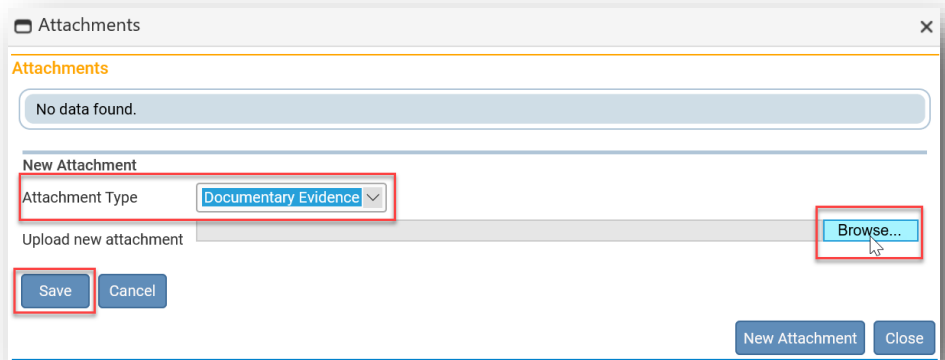 Attachments
Attachments
No data found.
New Attachment
Attachment Type Documentary Evidence
Upload new attachment Browse...
Save Cancel
New Attachment Close